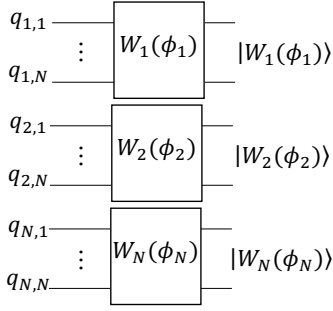 q₁,₁
⋮ W₁(ϕ₁) |W₁(ϕ₁)⟩
q₁,N
q₂,₁
⋮ W₂(ϕ₂) |W₂(ϕ₂)⟩
q₂,N
qN,₁
⋮ WN(ϕN) |WN(ϕN)⟩
qN,N